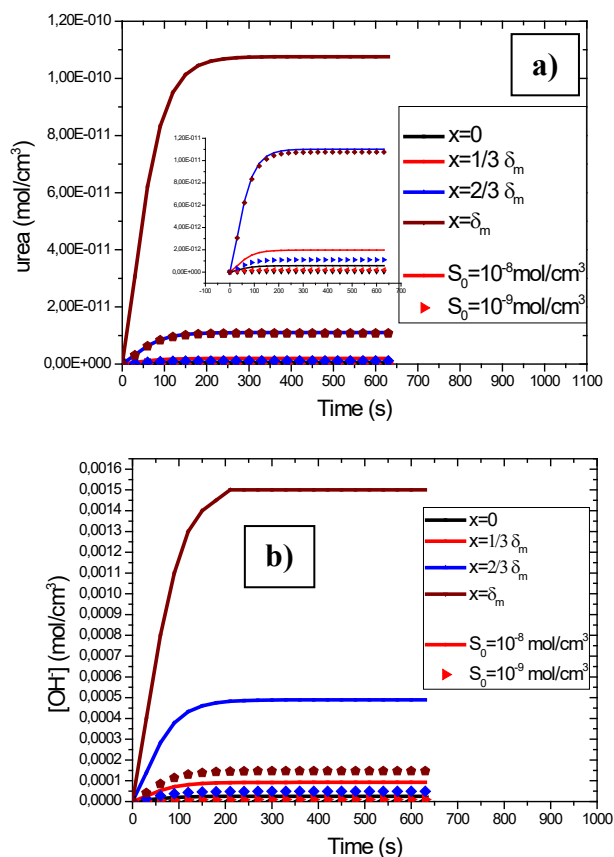 a)
1,20E-010
1,00E-010
8,00E-011
6,00E-011
4,00E-011
2,00E-011
0,00E+000
urea (mol/cm³)
1,20E-011
1,00E-011
8,00E-012
6,00E-012
4,00E-012
2,00E-012
0,00E+000
-100 0 100 200 300 400 500 600 700
x=0
x=1/3 δm
x=2/3 δm
x=δm
S₀=10⁻⁸mol/cm³
S₀=10⁻⁹mol/cm³
0 100 200 300 400 500 600 700 800 900 1000 1100
Time (s)
b)
0,0016
0,0015
0,0014
0,0013
0,0012
0,0011
0,0010
0,0009
0,0008
0,0007
0,0006
0,0005
0,0004
0,0003
0,0002
0,0001
0,0000
[OH⁻] (mol/cm³)
x=0
x=1/3 δm
x=2/3 δm
x=δm
S₀=10⁻⁸ mol/cm³
S₀=10⁻⁹ mol/cm³
0 100 200 300 400 500 600 700 800 900 1000
Time (s)